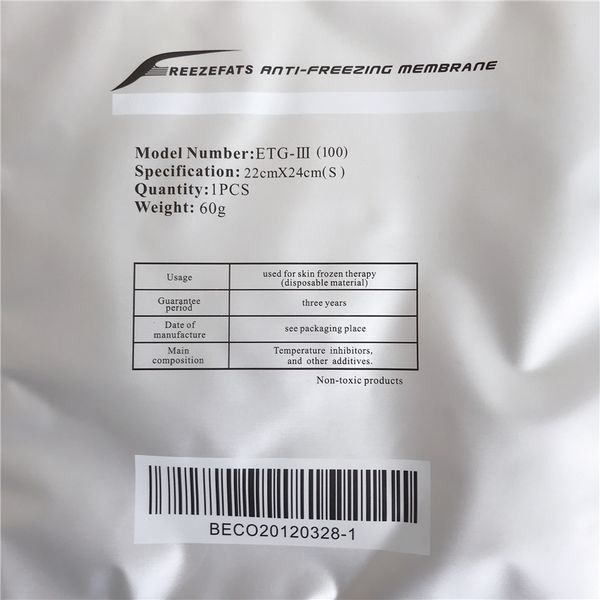 FREEZEFATS ANTI-FREEZING MEMBRANE
Model Number:ETG-III (100)
Specification: 22cmX24cm(S)
Quantity:1PCS
Weight: 60g
Usage
used for skin frozen therapy
(disposable material)
Guarantee
period
three years
Date of
manufacture
see packaging place
Main
composition
Temperature inhibitors,
and other additives.
Non-toxic products
BECO20120328-1